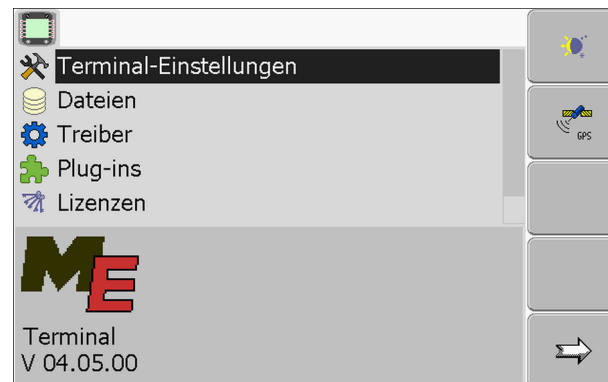 Terminal-Einstellungen
Dateien
GPS
Treiber
Plug-ins
Lizenzen
ME
Terminal
V 04.05.00